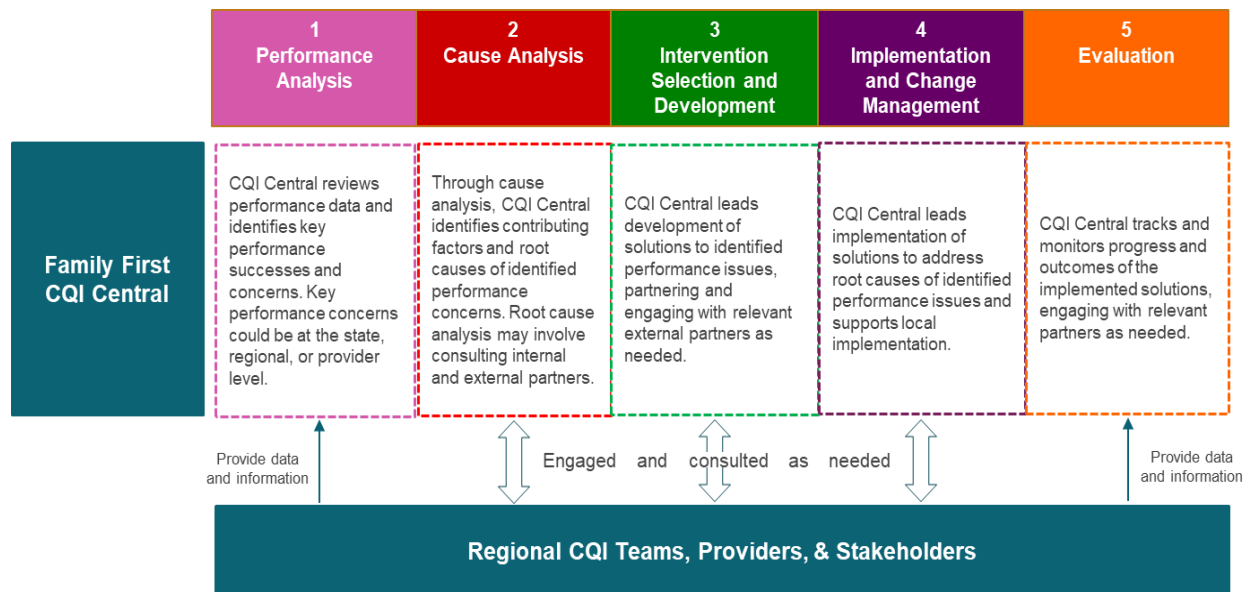 1
Performance
Analysis
2
Cause Analysis
3
Intervention
Selection and
Development
4
Implementation
and Change
Management
5
Evaluation
Family First
CQI Central
CQI Central reviews
performance data and
identifies key
performance
successes and
concerns. Key
performance concerns
could be at the state,
regional, or provider
level.
Through cause
analysis, CQI Central
identifies contributing
factors and root
causes of identified
performance
concerns. Root cause
analysis may involve
consulting internal
and external partners.
CQI Central leads
development of
solutions to identified
performance issues,
partnering and
engaging with relevant
external partners as
needed.
CQI Central leads
implementation of
solutions to address
root causes of identified
performance issues and
supports local
implementation.
CQI Central tracks and
monitors progress and
outcomes of the
implemented solutions,
engaging with relevant
partners as needed.
Provide data
and information
Engaged and consulted as needed
Provide data
and information
Regional CQI Teams, Providers, & Stakeholders